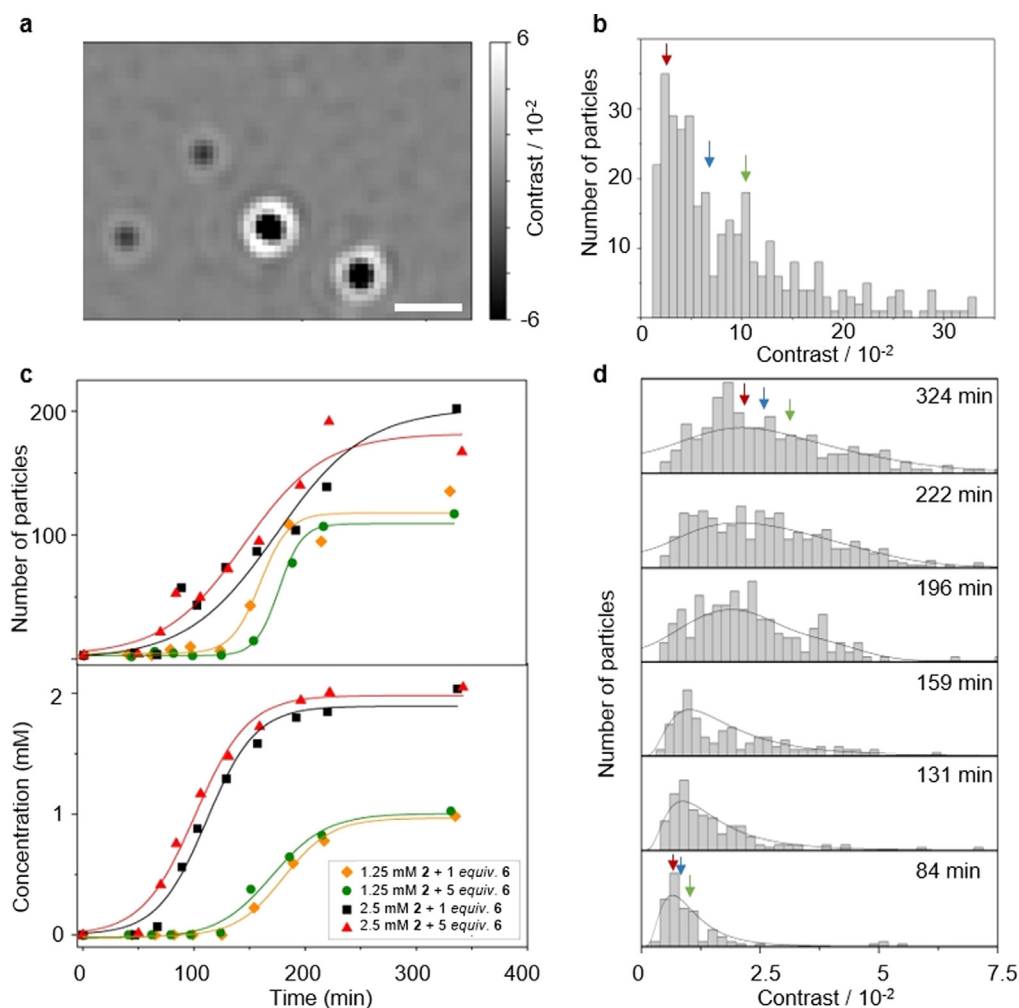 a
6
Contrast / 10-2
-6
b
Number of particles
30
20
10
0
10
20
30
Contrast / 10-2
c
Number of particles
200
100
0
Concentration (mM)
2
1
0
1.25 mM 2 + 1 equiv. 6
1.25 mM 2 + 5 equiv. 6
2.5 mM 2 + 1 equiv. 6
2.5 mM 2 + 5 equiv. 6
0
100
200
300
400
Time (min)
d
Number of particles
324 min
222 min
196 min
159 min
131 min
84 min
0
2.5
5
7.5
Contrast / 10-2